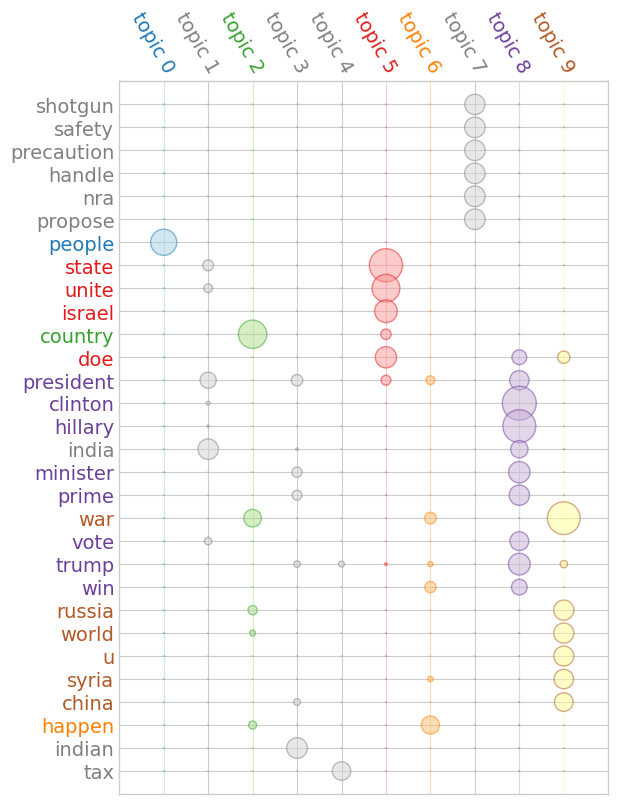 topic 0
topic 1
topic 2
topic 3
topic 4
topic 5
topic 6
topic 7
topic 8
topic 9
shotgun
safety
precaution
handle
nra
propose
people
state
unite
israel
country
doe
president
clinton
hillary
india
minister
prime
war
vote
trump
win
russia
world
u
syria
china
happen
indian
tax